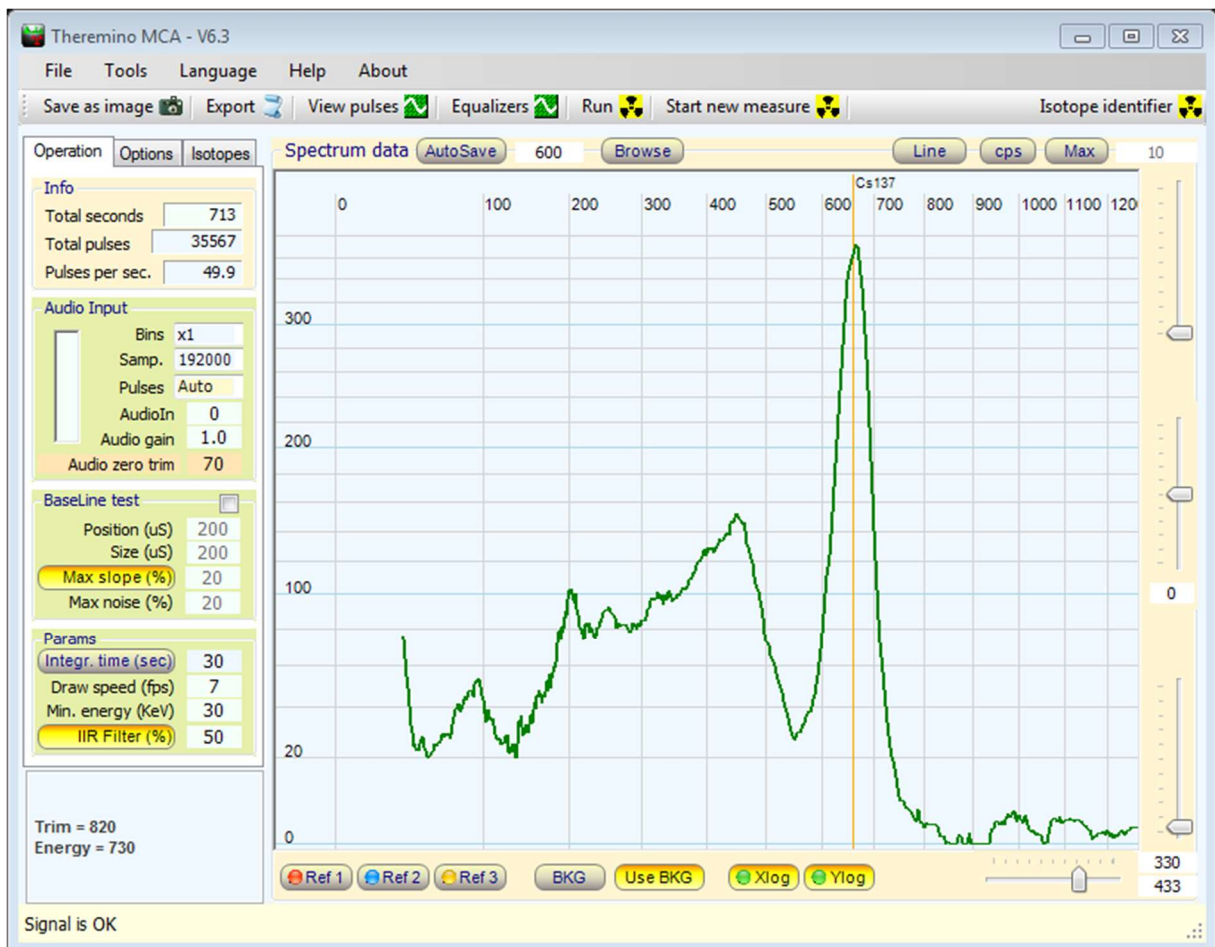 Theremino MCA - V6.3
File Tools Language Help About
Save as image Export View pulses Equalizers Run Start new measure Isotope identifier
Operation Options Isotopes
Spectrum data AutoSave 600 Browse Line cps Max 10
Info
Total seconds 713
Total pulses 35567
Pulses per sec. 49.9
Audio Input
Bins x1
Samp. 192000
Pulses Auto
AudioIn 0
Audio gain 1.0
Audio zero trim 70
BaseLine test
Position (uS) 200
Size (uS) 200
Max slope (%) 20
Max noise (%) 20
Params
Integr. time (sec) 30
Draw speed (fps) 7
Min. energy (KeV) 30
IIR Filter (%) 50
Trim = 820
Energy = 730
Cs137
0 100 200 300 400 500 600 700 800 900 1000 1100 120
300
200
100
20
0
0
330
433
Ref 1 Ref 2 Ref 3 BKG Use BKG Xlog Ylog
Signal is OK